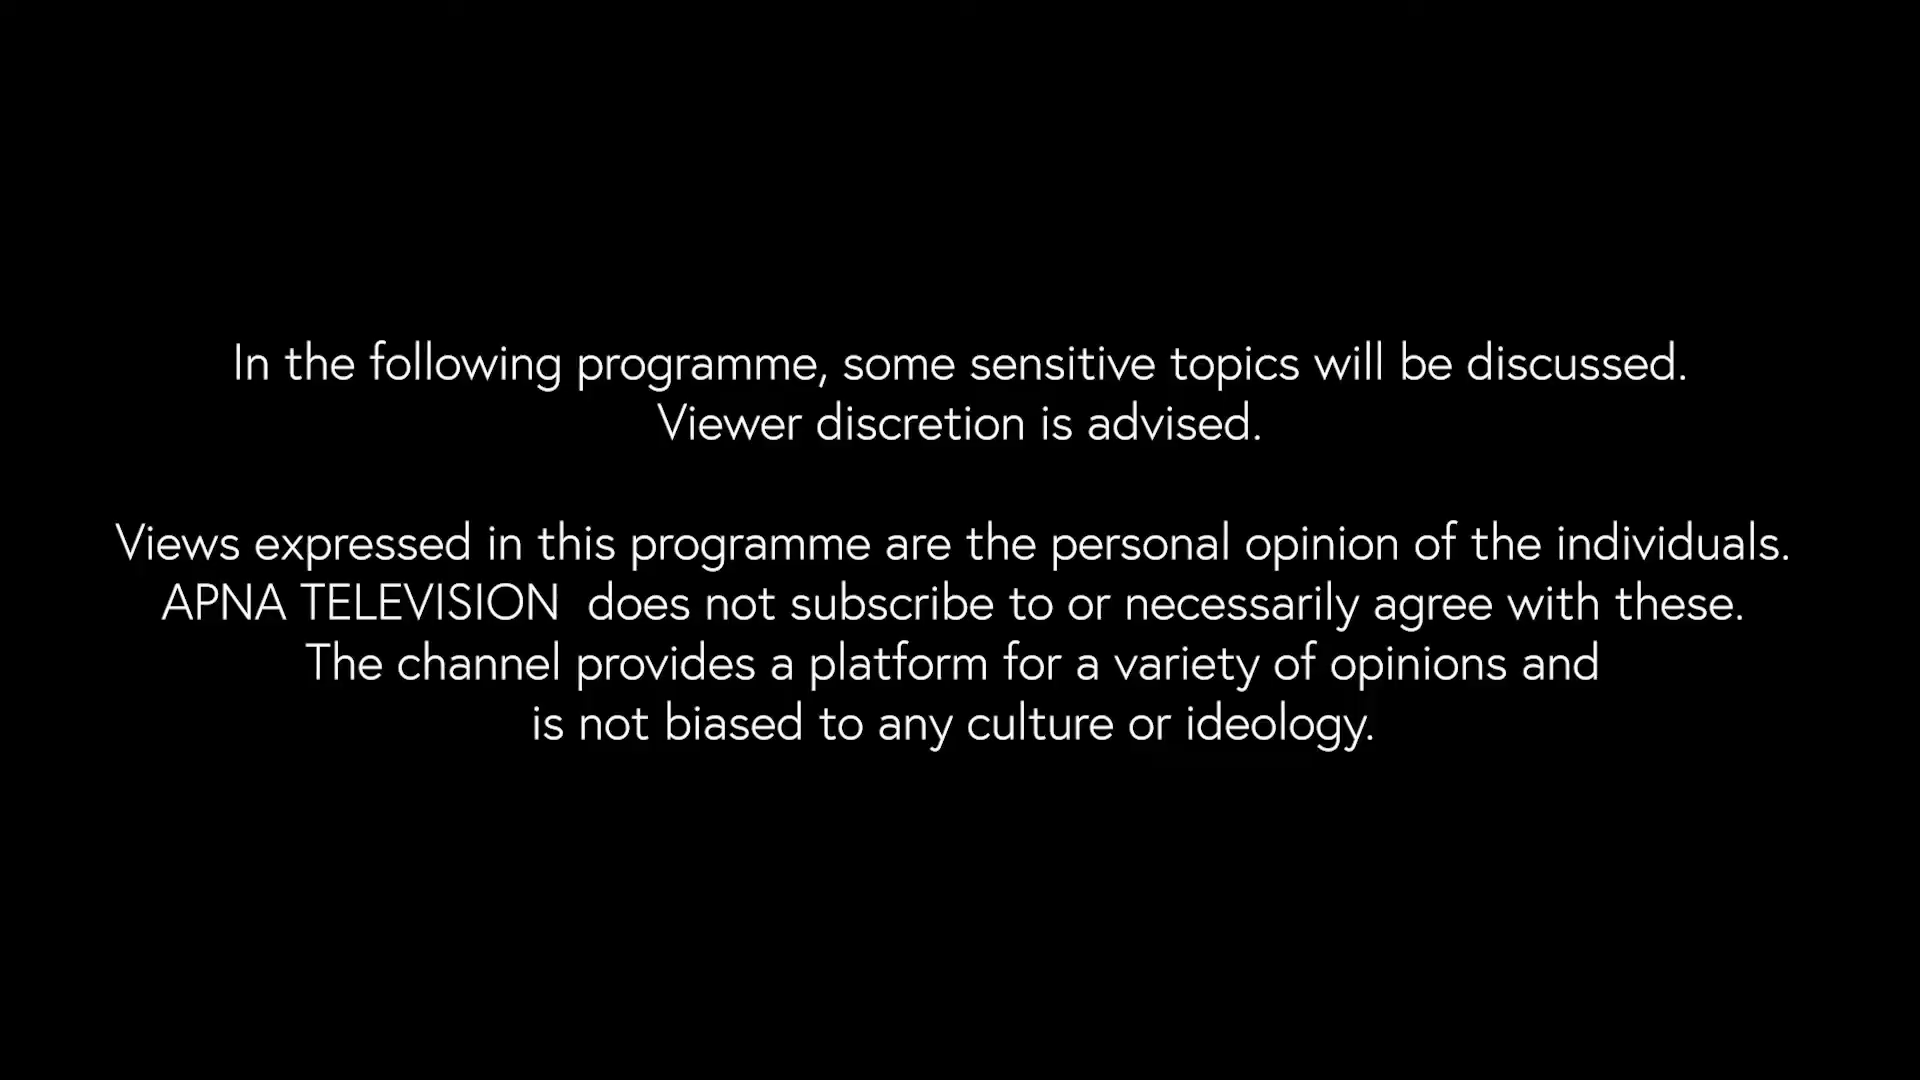 In the following programme, some sensitive topics will be discussed.
Viewer discretion is advised.
Views expressed in this programme are the personal opinion of the individuals.
APNA TELEVISION  does not subscribe to or necessarily agree with these.
The channel provides a platform for a variety of opinions and
is not biased to any culture or ideology.